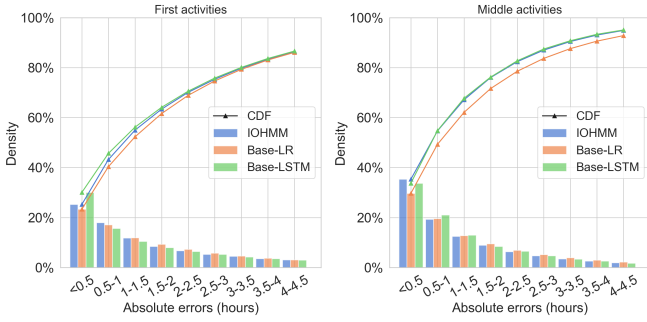 First activities
100%
80%
60%
40%
20%
0%
Density
CDF
IOHMM
Base-LR
Base-LSTM
<0.5
0.5-1
1-1.5
1.5-2
2-2.5
2.5-3
3-3.5
3.5-4
4-4.5
Absolute errors (hours)
Middle activities
100%
80%
60%
40%
20%
0%
Density
CDF
IOHMM
Base-LR
Base-LSTM
<0.5
0.5-1
1-1.5
1.5-2
2-2.5
2.5-3
3-3.5
3.5-4
4-4.5
Absolute errors (hours)